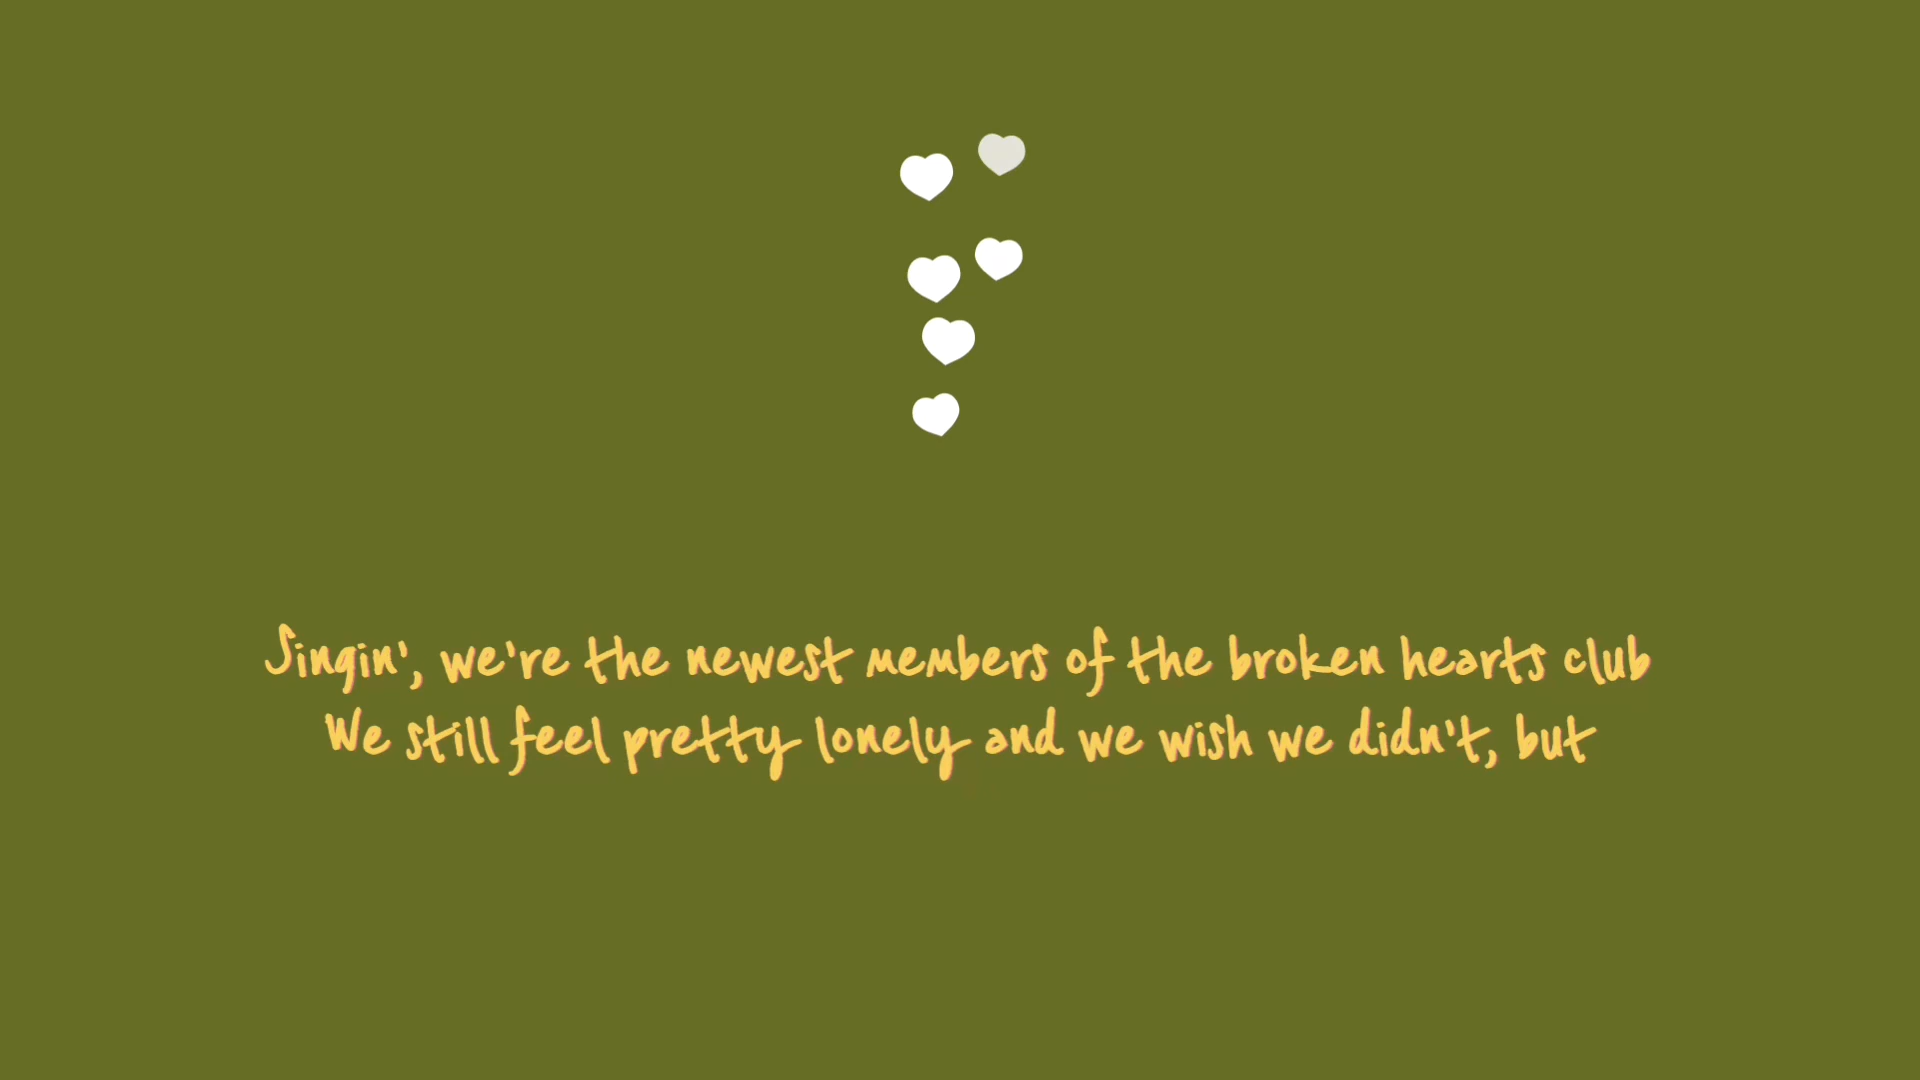 Singin', we're the newest members of the broken hearts club
We still feel pretty lonely and we wish we didn't, but